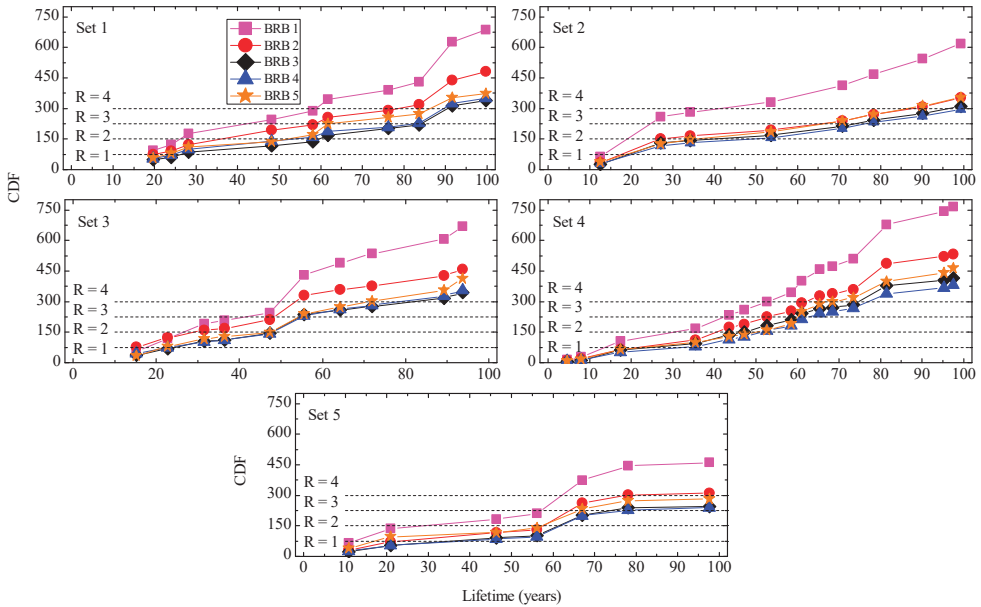 Set 1
BRB 1
BRB 2
BRB 3
BRB 4
BRB 5
R = 4
R = 3
R = 2
R = 1
750
600
450
300
150
0
0 10 20 30 40 50 60 70 80 90 100
Set 2
R = 4
R = 3
R = 2
R = 1
750
600
450
300
150
0
0 10 20 30 40 50 60 70 80 90 100
CDF
Set 3
R = 4
R = 3
R = 2
R = 1
750
600
450
300
150
0
0 20 40 60 80 100
Set 4
R = 4
R = 3
R = 2
R = 1
750
600
450
300
150
0
0 10 20 30 40 50 60 70 80 90 100
Set 5
R = 4
R = 3
R = 2
R = 1
750
600
450
300
150
0
0 10 20 30 40 50 60 70 80 90 100
CDF
Lifetime (years)